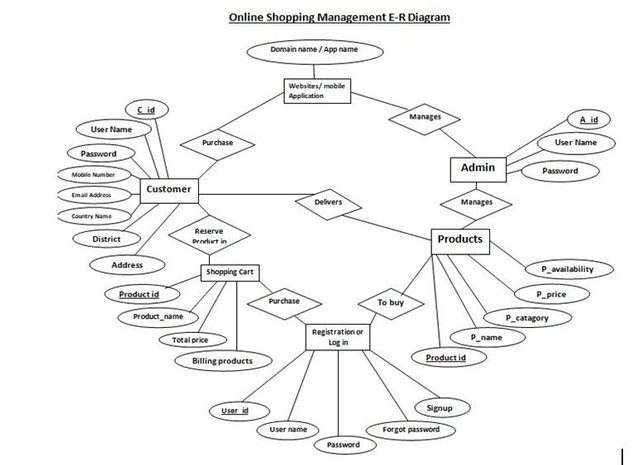 Online Shopping Management E-R Diagram
Domain name / App name
Websites/ mobile
Application
C_id
Manages
A_id
User Name
User Name
Purchase
Password
Admin
Password
Mobile Number
Customer
Email Address
Delivers
Manages
Country Name
Reserve
Product in
District
Products
Address
Shopping Cart
P_availability
Product id
Purchase
To buy
P_price
Product_name
P_catagory
Total price
Registration or
Log in
P_name
Billing products
Product id
User_id
Signup
User name
Forgot password
Password